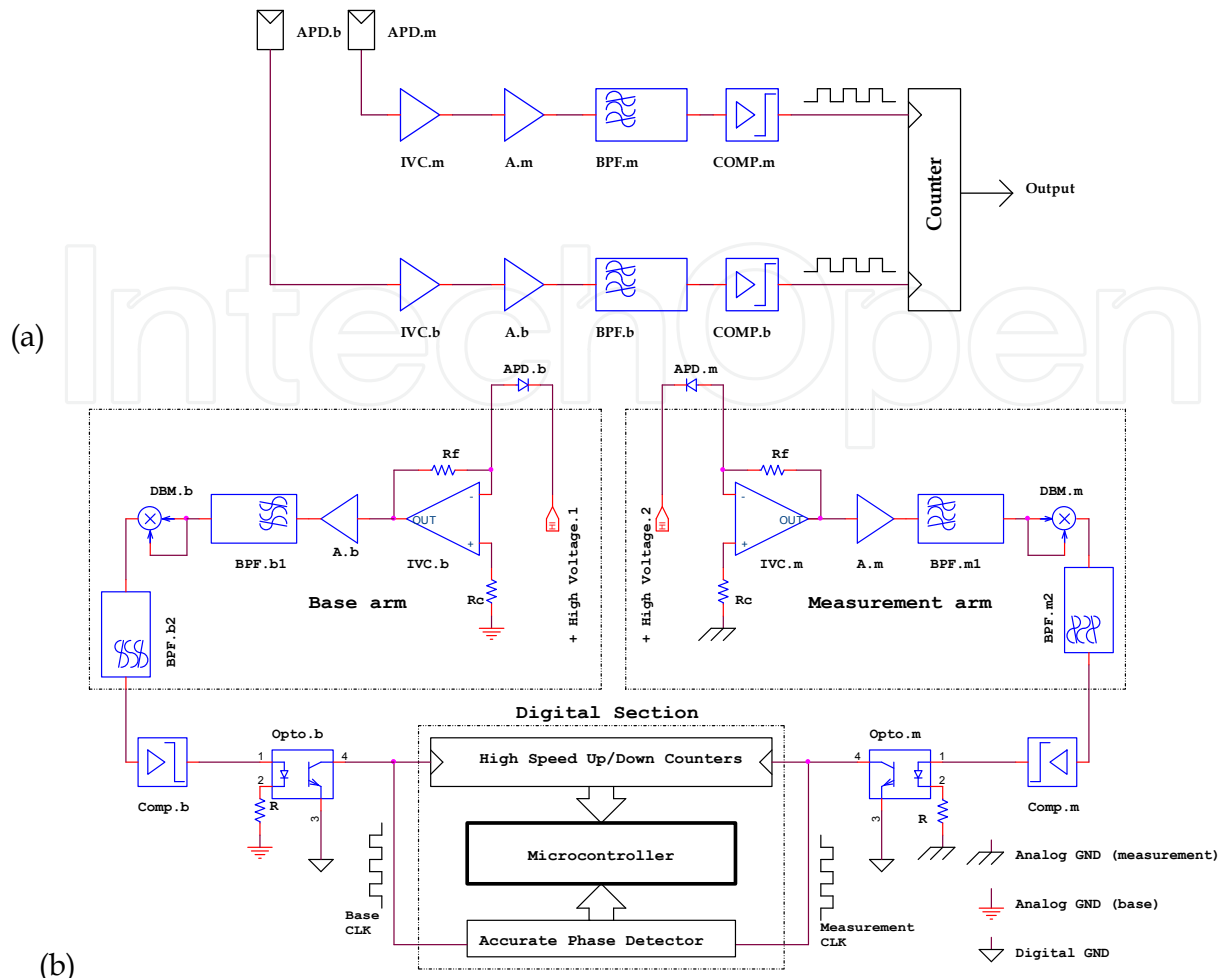 APD.b
APD.m
IVC.m
A.m
BPF.m
COMP.m
Counter
Output
IVC.b
A.b
BPF.b
COMP.b
IntechOpen
(a)
APD.b
APD.m
Rf
Rf
DBM.b
DBM.m
OUT
OUT
-
-
+
+
BPF.b1
A.b
IVC.b
IVC.m
A.m
BPF.m1
Rc
Rc
+ High Voltage.1
+ High Voltage.2
Base arm
Measurement arm
BPF.b2
BPF.m2
Digital Section
Opto.b
Opto.m
1
2
3
4
High Speed Up/Down Counters
4
3
1
2
Comp.b
R
R
Comp.m
Microcontroller
Base
CLK
Measurement
CLK
Accurate Phase Detector
Analog GND (measurement)
Analog GND (base)
Digital GND
(b)